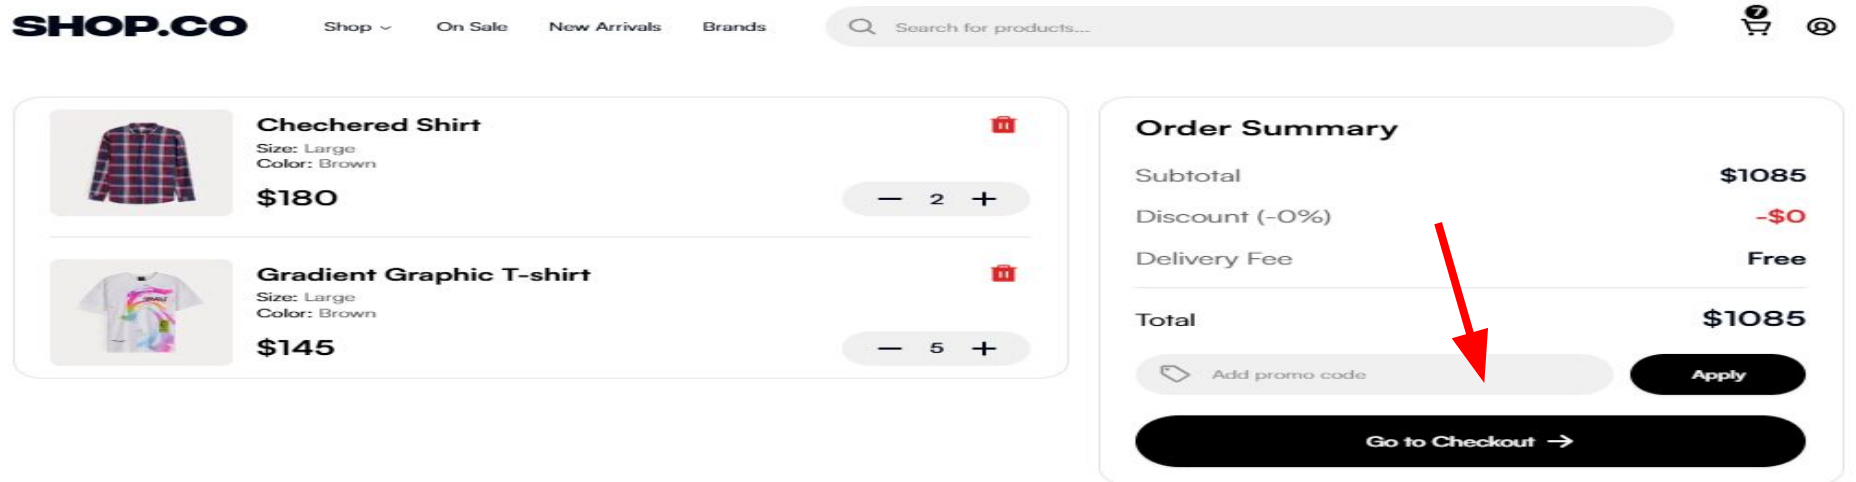 SHOP.CO Shop On Sale New Arrivals Brands Search for products... 7
Chechered Shirt
Size: Large
Color: Brown
$180
− 2 +
Gradient Graphic T-shirt
Size: Large
Color: Brown
$145
− 5 +
Order Summary
Subtotal $1085
Discount (-0%) -$0
Delivery Fee Free
Total $1085
Add promo code Apply
Go to Checkout →